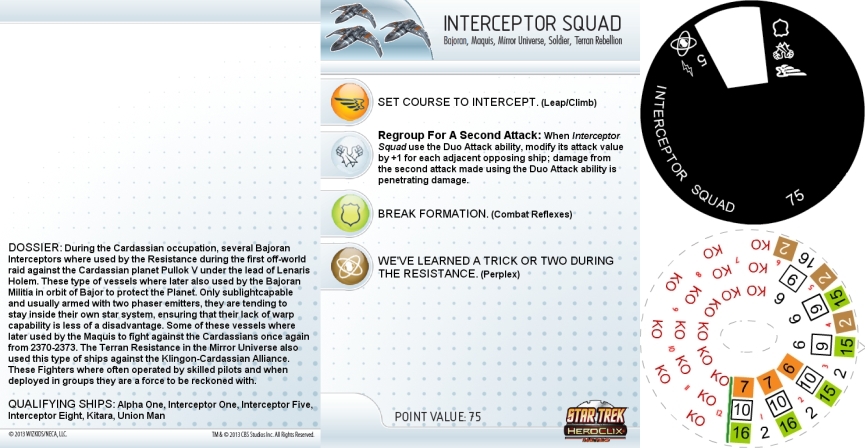 DOSSIER: During the Cardassian occupation, several Bajoran
Interceptors where used by the Resistance during the first off-world
raid against the Cardassian planet Pullok V under the lead of Lenaris
Holem. These type of vessels where later also used by the Bajoran
Militia in orbit of Bajor to protect the Planet. Only sublightcapable
and usually armed with two phaser emitters, they are tending to
stay inside their own star system, ensuring that their lack of warp
capability is less of a disadvantage. Some of these vessels where
later used by the Maquis to fight against the Cardassians once again
from 2370-2373. The Terran Resistance in the Mirror Universe also
used this type of ships against the Klingon-Cardassian Alliance.
These Fighters where often operated by skilled pilots and when
deployed in groups they are a force to be reckoned with.
QUALIFYING SHIPS: Alpha One, Interceptor One, Interceptor Five,
Interceptor Eight, Kitara, Union Man
© 2013 WIZKIDS/NECA, LLC.
TM & © 2013 CBS Studios Inc. All Rights Reserved.
INTERCEPTOR SQUAD
Bajoran, Maquis, Mirror Universe, Soldier, Terran Rebellion
SET COURSE TO INTERCEPT. (Leap/Climb)
Regroup For A Second Attack: When Interceptor
Squad use the Duo Attack ability, modify its attack value
by +1 for each adjacent opposing ship; damage from
the second attack made using the Duo Attack ability is
penetrating damage.
BREAK FORMATION. (Combat Reflexes)
WE'VE LEARNED A TRICK OR TWO DURING
THE RESISTANCE. (Perplex)
POINT VALUE: 75
STAR TREK
HEROCLIX
5
INTERCEPTOR SQUAD
75
7 7 6 6 6 6
10 10 10 9 9 9
16 16 15 15 15 16
2 2 2 2 2 2
KO KO KO
KO KO KO
KO KO KO
KO KO KO
KO KO KO
KO KO KO